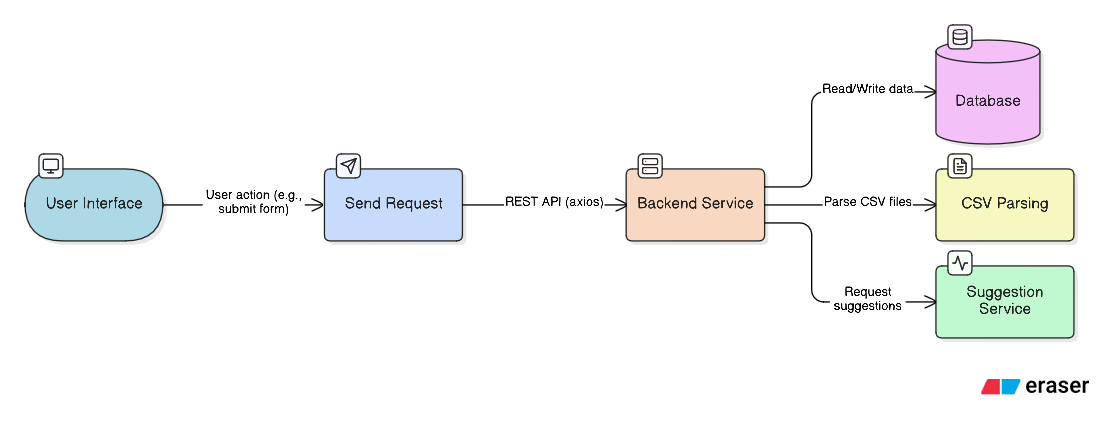 User Interface
User action (e.g.,
submit form)
Send Request
REST API (axios)
Backend Service
Read/Write data
Database
Parse CSV files
CSV Parsing
Request
suggestions
Suggestion
Service
eraser